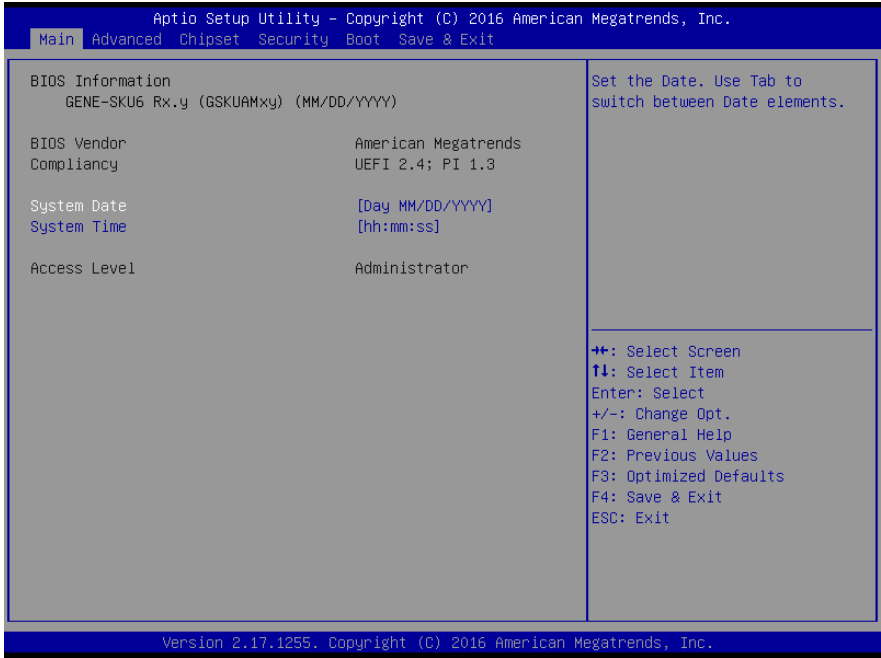 Aptio Setup Utility – Copyright (C) 2016 American Megatrends, Inc.
Main Advanced Chipset Security Boot Save & Exit
BIOS Information
GENE-SKU6 Rx.y (GSKUAMxy) (MM/DD/YYYY)
BIOS Vendor American Megatrends
Compliancy UEFI 2.4; PI 1.3
System Date [Day MM/DD/YYYY]
System Time [hh:mm:ss]
Access Level Administrator
Set the Date. Use Tab to
switch between Date elements.
→←: Select Screen
↑↓: Select Item
Enter: Select
+/-: Change Opt.
F1: General Help
F2: Previous Values
F3: Optimized Defaults
F4: Save & Exit
ESC: Exit
Version 2.17.1255. Copyright (C) 2016 American Megatrends, Inc.